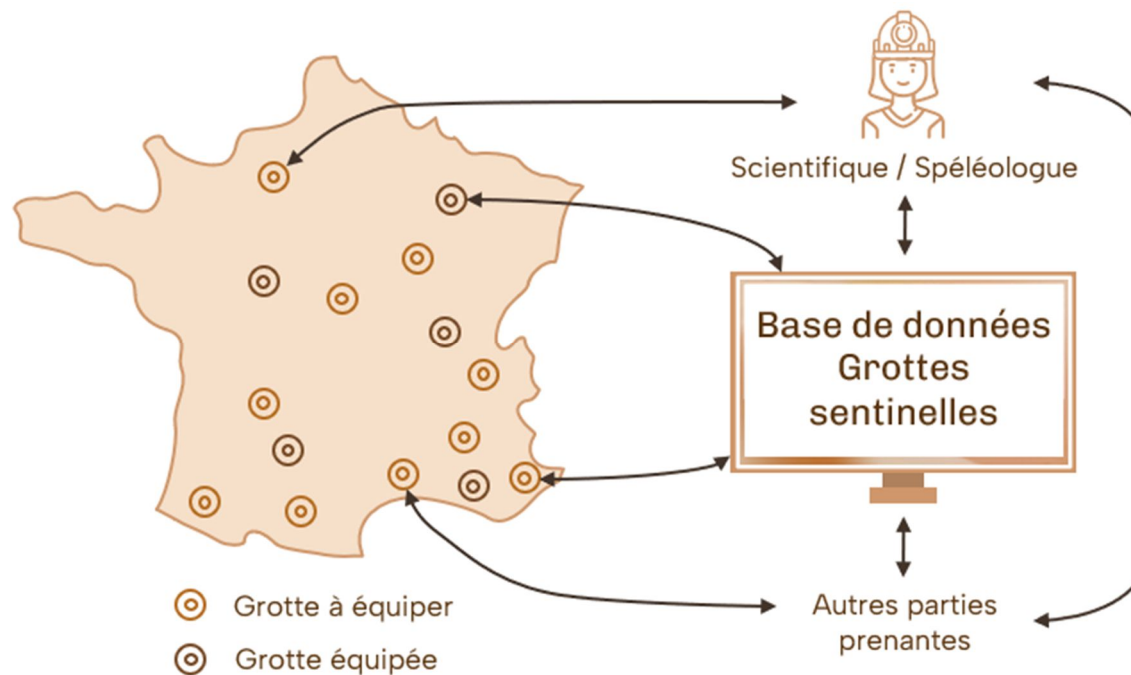 Scientifique / Spéléologue
Base de données
Grottes
sentinelles
Autres parties
prenantes
Grotte à équiper
Grotte équipée